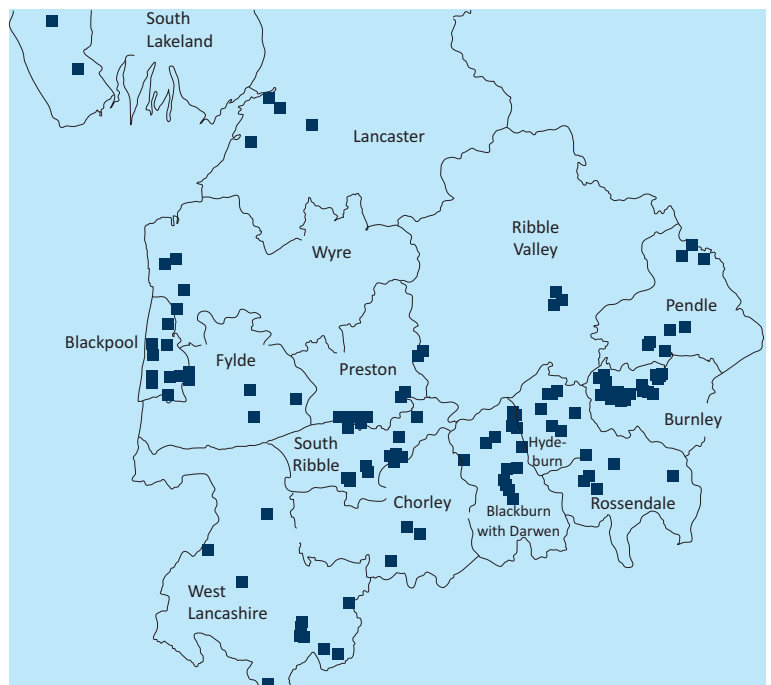 South
Lakeland
Lancaster
Ribble
Valley
Wyre
Pendle
Blackpool
Fylde
Preston
Burnley
South
Ribble
Hyde-
burn
Chorley
Rossendale
Blackburn
with Darwen
West
Lancashire